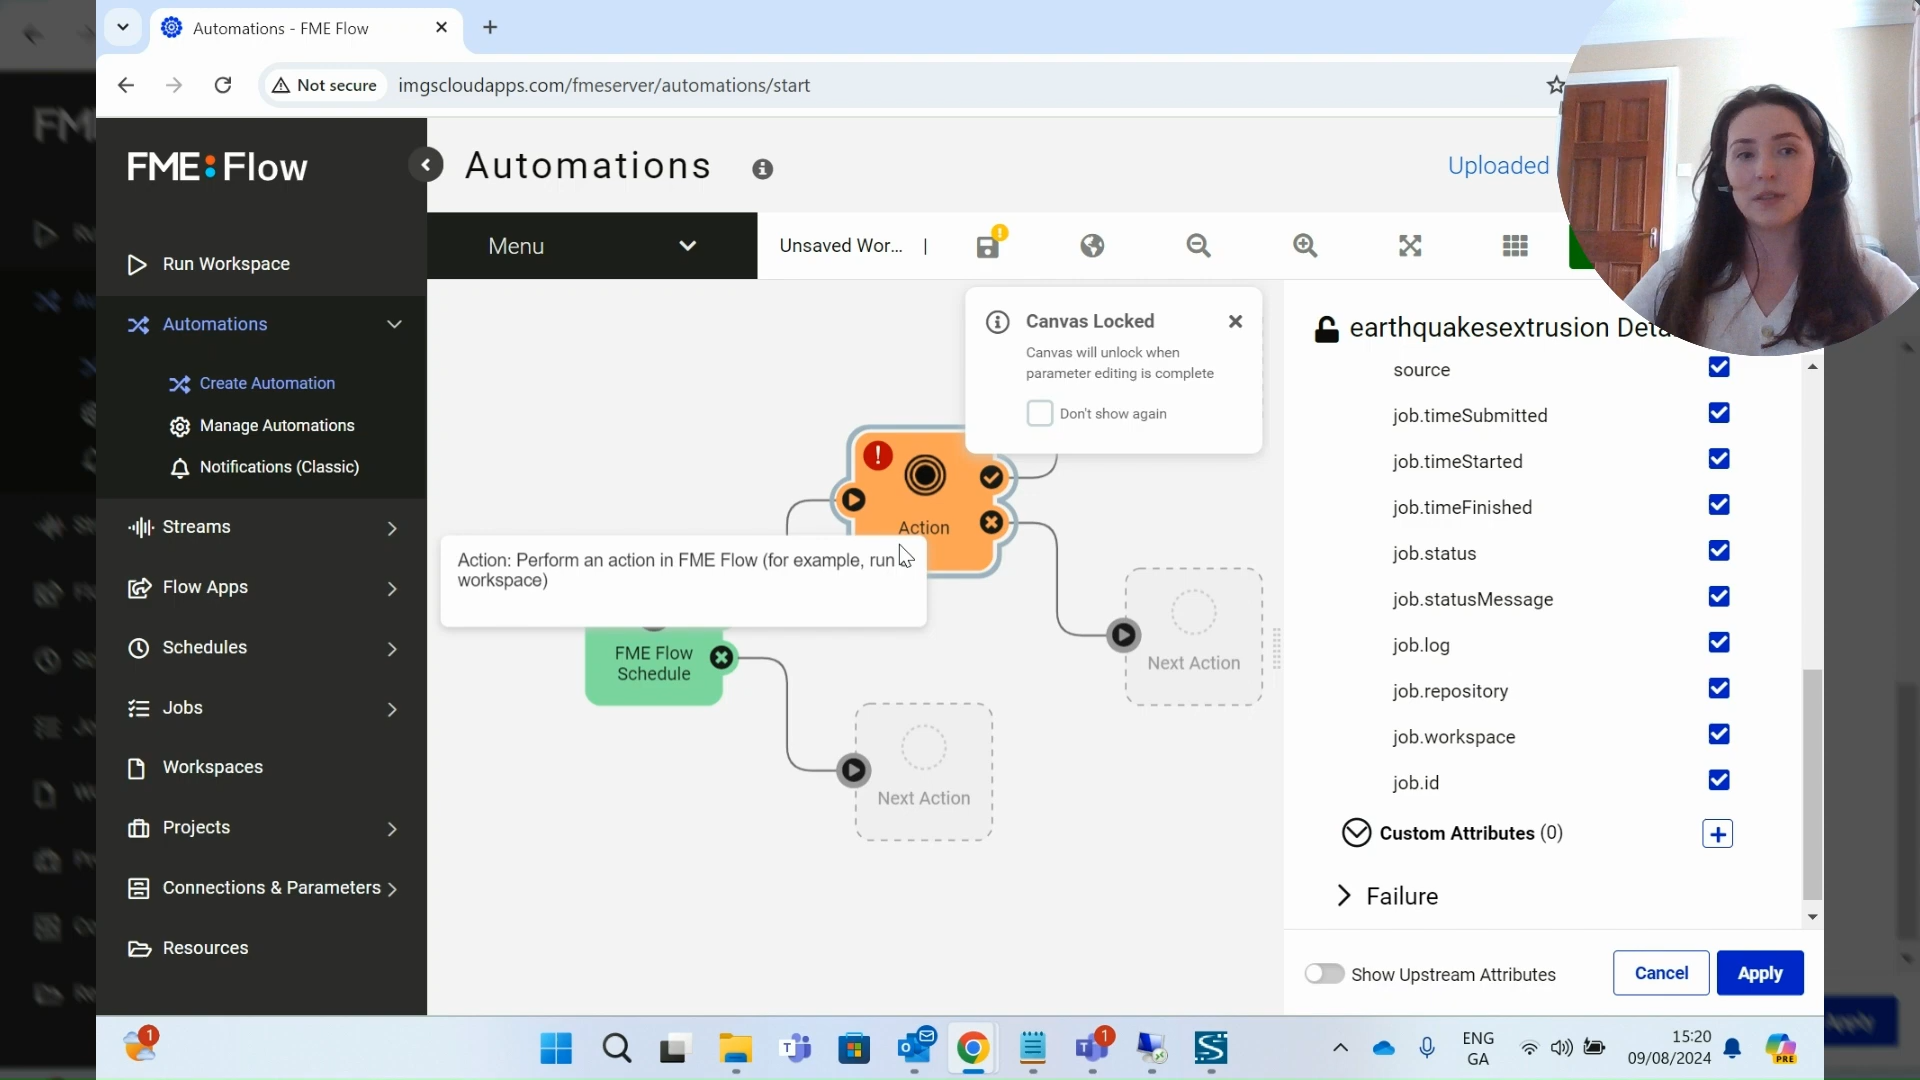 Automations - FME Flow
Not secure
imgscloudapps.com/fmeserver/automations/start
FME Flow
Automations
Uploaded
Menu
Unsaved Wor... |
Run Workspace
Automations
Create Automation
Manage Automations
Notifications (Classic)
Streams
Flow Apps
Schedules
Jobs
Workspaces
Projects
Connections & Parameters
Resources
Canvas Locked
Canvas will unlock when
parameter editing is complete
Don't show again
Action
Action: Perform an action in FME Flow (for example, run
workspace)
FME Flow
Schedule
Next Action
Next Action
earthquakesextrusion
source
job.timeSubmitted
job.timeStarted
job.timeFinished
job.status
job.statusMessage
job.log
job.repository
job.workspace
job.id
Custom Attributes (0)
Failure
Show Upstream Attributes
Cancel
Apply
1
1
ENG
GA
15:20
09/08/2024
PRE